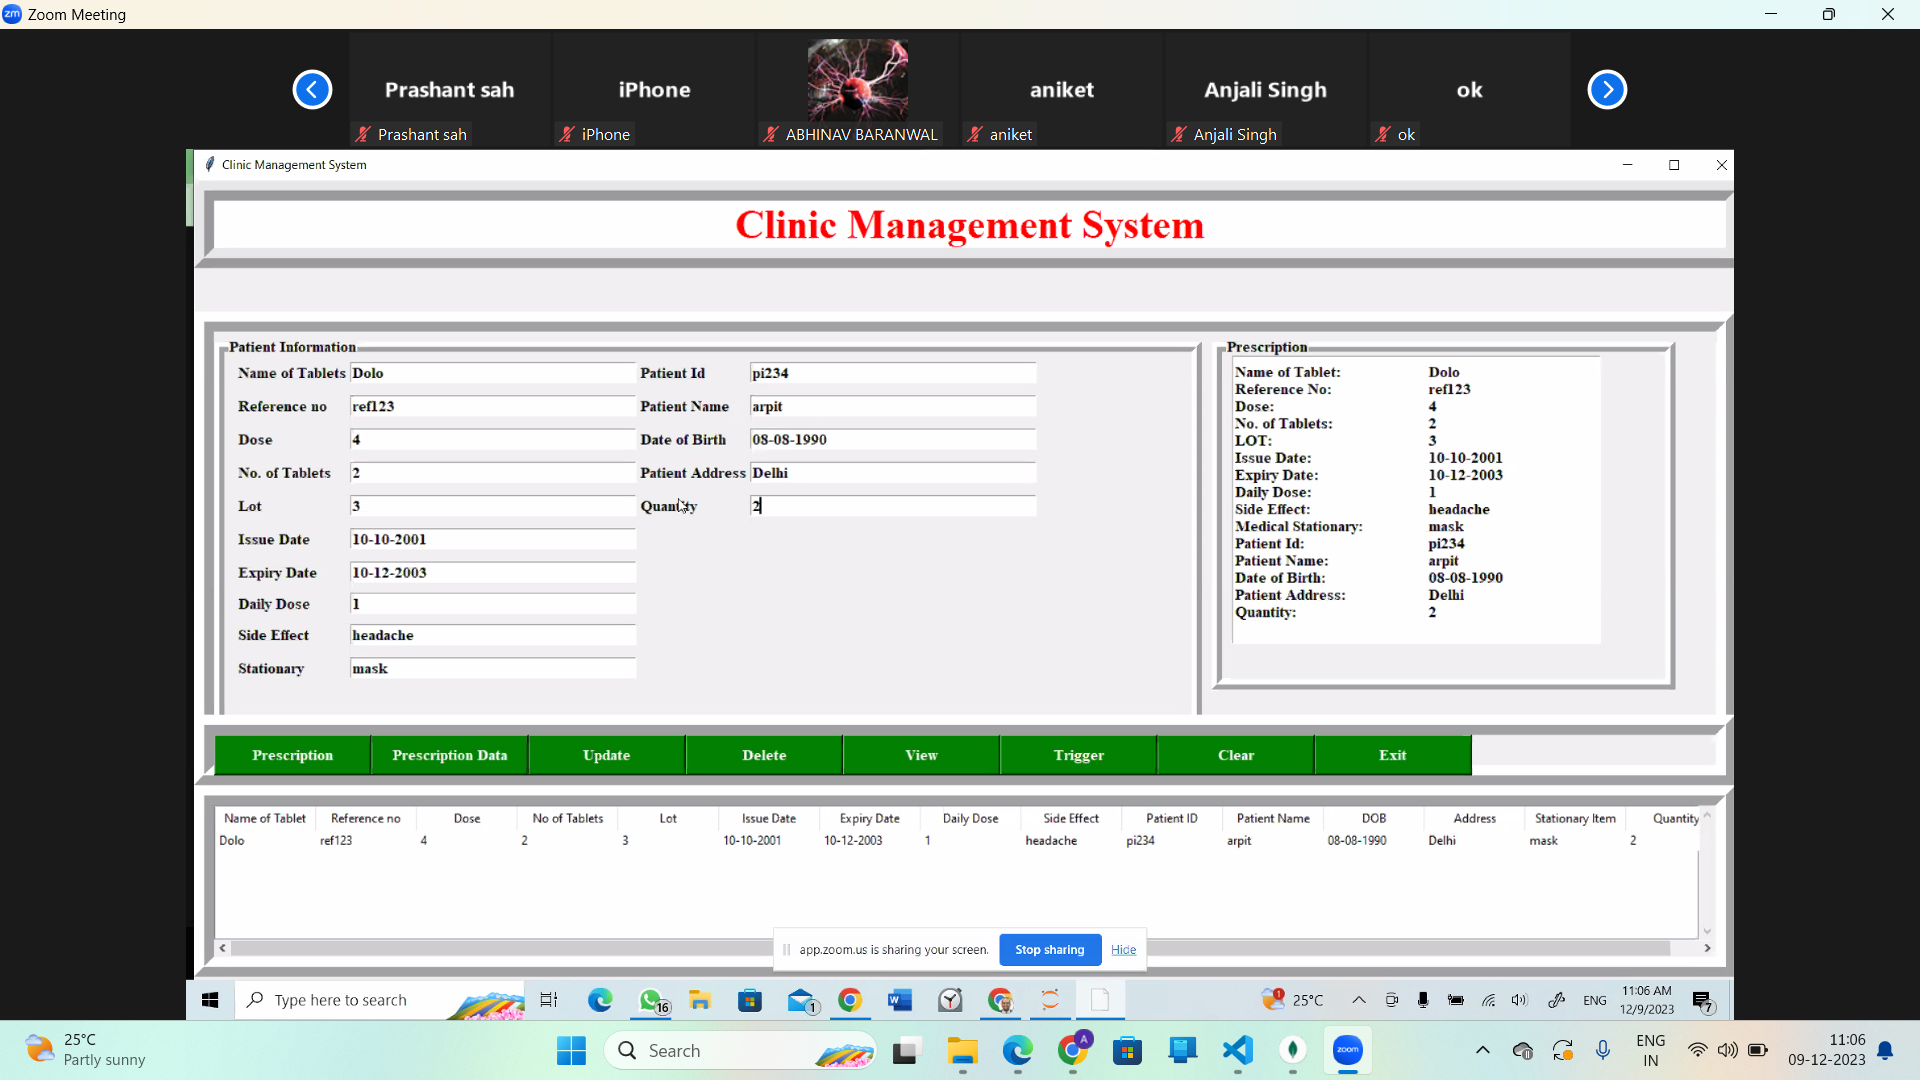 zm Zoom Meeting
Prashant sah
iPhone
aniket
Anjali Singh
ok
Prashant sah
iPhone
ABHINAV BARANWAL
aniket
Anjali Singh
ok
Clinic Management System
Clinic Management System
Patient Information
Name of Tablets Dolo Patient Id pi234
Reference no ref123 Patient Name arpit
Dose 4 Date of Birth 08-08-1990
No. of Tablets 2 Patient Address Delhi
Lot 3 Quantity 2
Issue Date 10-10-2001
Expiry Date 10-12-2003
Daily Dose 1
Side Effect headache
Stationary mask
Prescription
Name of Tablet: Dolo
Reference No: ref123
Dose: 4
No. of Tablets: 2
LOT: 3
Issue Date: 10-10-2001
Expiry Date: 10-12-2003
Daily Dose: 1
Side Effect: headache
Medical Stationary: mask
Patient Id: pi234
Patient Name: arpit
Date of Birth: 08-08-1990
Patient Address: Delhi
Quantity: 2
Prescription Prescription Data Update Delete View Trigger Clear Exit
Name of Tablet Reference no Dose No of Tablets Lot Issue Date Expiry Date Daily Dose Side Effect Patient ID Patient Name DOB Address Stationary Item Quantity
Dolo ref123 4 2 3 10-10-2001 10-12-2003 1 headache pi234 arpit 08-08-1990 Delhi mask 2
app.zoom.us is sharing your screen. Stop sharing Hide
Type here to search 16 1 25°C ENG 11:06 AM
12/9/2023 7
25°C
Partly sunny
Search
A
zoom
ENG
IN
11:06
09-12-2023